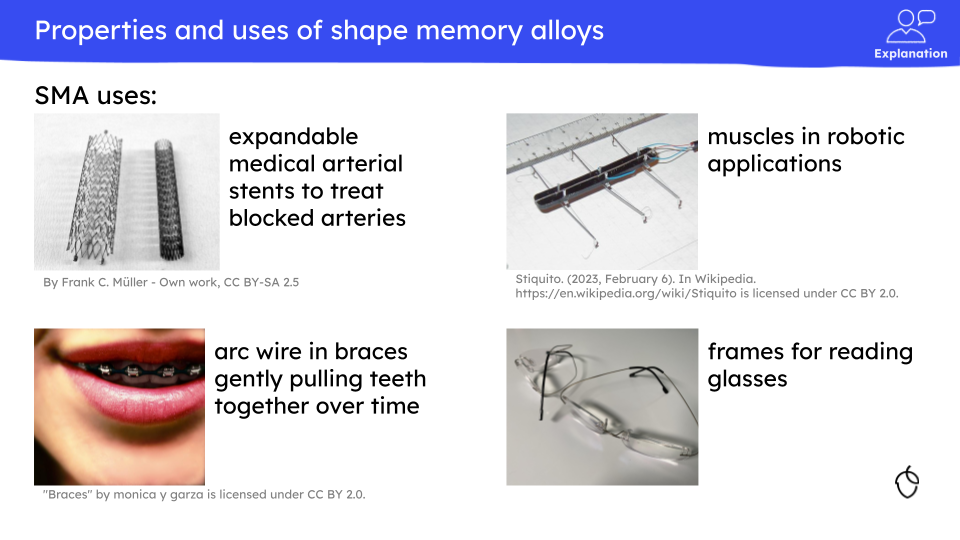 Properties and uses of shape memory alloys
Explanation
SMA uses:
expandable
medical arterial
stents to treat
blocked arteries
By Frank C. Müller - Own work, CC BY-SA 2.5
muscles in robotic
applications
Stiquito. (2023, February 6). In Wikipedia.
https://en.wikipedia.org/wiki/Stiquito is licensed under CC BY 2.0.
arc wire in braces
gently pulling teeth
together over time
"Braces" by monica y garza is licensed under CC BY 2.0.
frames for reading
glasses